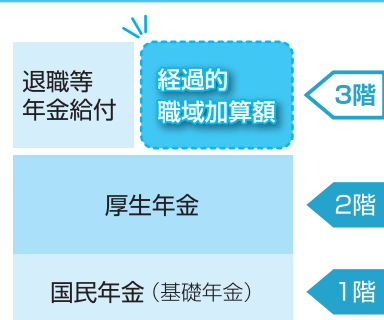 退職等
年金給付
経過的
職域加算額
3階
厚生年金
2階
国民年金（基礎年金）
1階